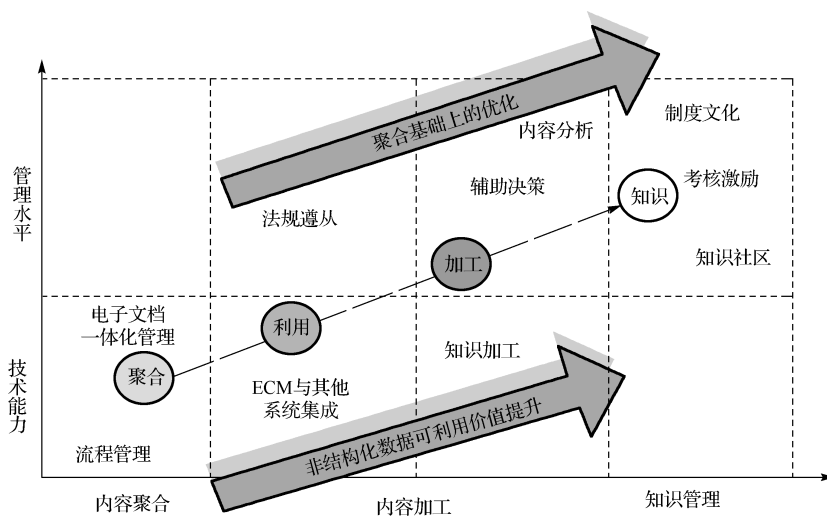 聚合基础上的优化
内容分析
制度文化
管理水平
辅助决策
知识
考核激励
法规遵从
加工
知识社区
电子文档
一体化管理
利用
知识加工
技术能力
聚合
ECM与其他
系统集成
非结构化数据可利用价值提升
流程管理
内容聚合
内容加工
知识管理